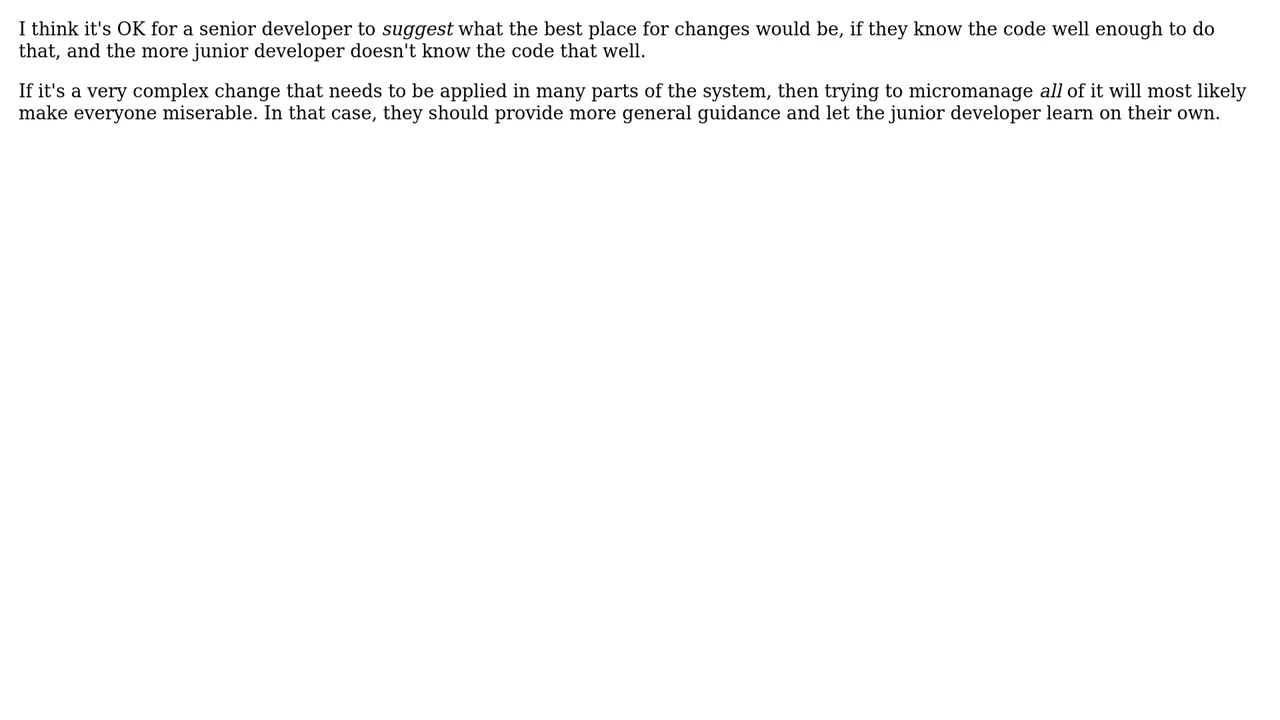 I think it's OK for a senior developer to suggest what the best place for changes would be, if they know the code well enough to do
that, and the more junior developer doesn't know the code that well.
If it's a very complex change that needs to be applied in many parts of the system, then trying to micromanage all of it will most likely
make everyone miserable. In that case, they should provide more general guidance and let the junior developer learn on their own.